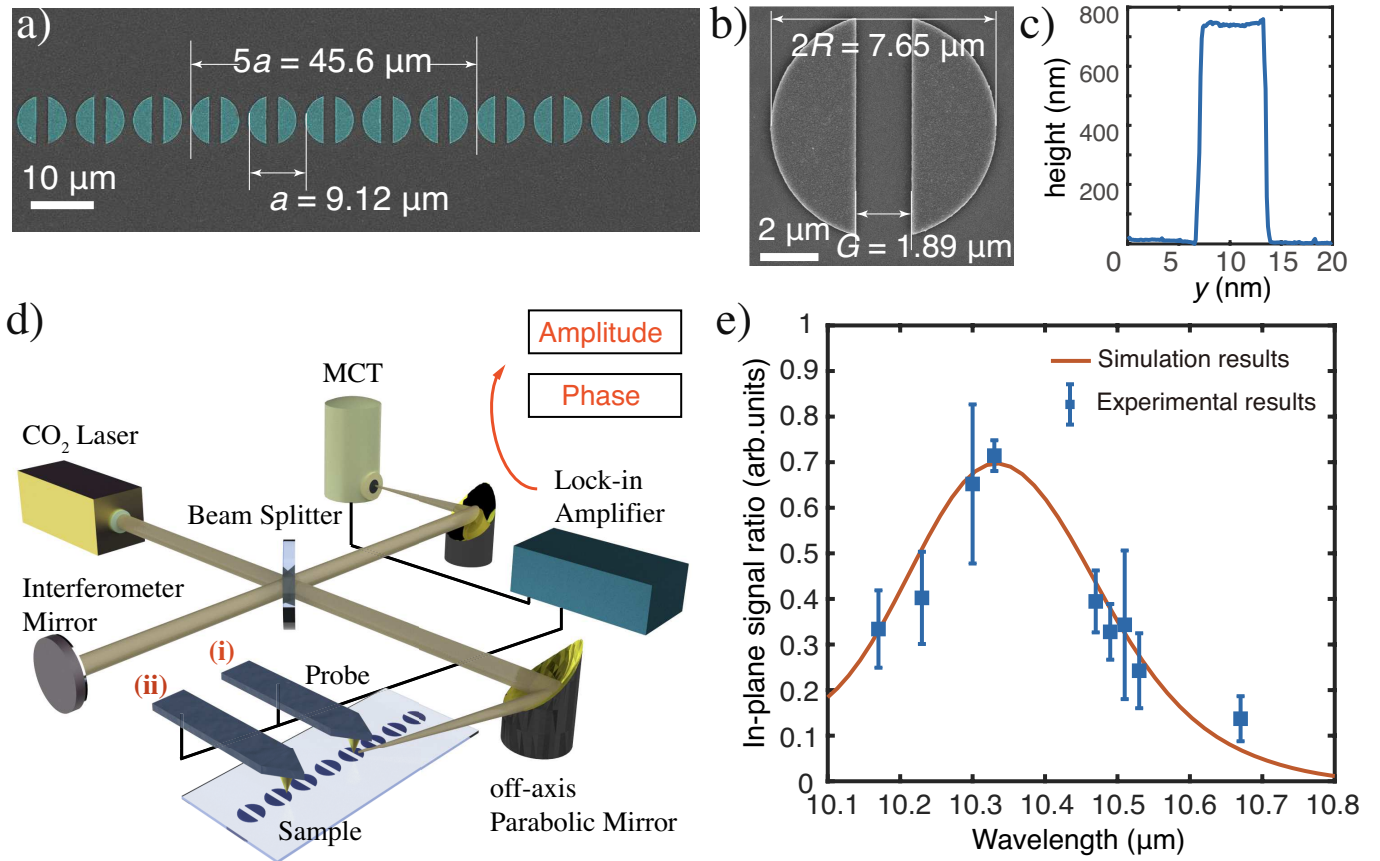 a)
5a = 45.6 μm
10 μm
a = 9.12 μm
b)
2R = 7.65 μm
2 μm
G = 1.89 μm
c)
height (nm)
800
600
400
200
0
5
10
15
20
y (nm)
d)
Amplitude
Phase
MCT
CO₂ Laser
Beam Splitter
Lock-in
Amplifier
Interferometer
Mirror
(i)
(ii)
Probe
Sample
off-axis
Parabolic Mirror
e)
In-plane signal ratio (arb.units)
1
0.9
0.8
0.7
0.6
0.5
0.4
0.3
0.2
0.1
0
Simulation results
Experimental results
10.1
10.2
10.3
10.4
10.5
10.6
10.7
10.8
Wavelength (μm)